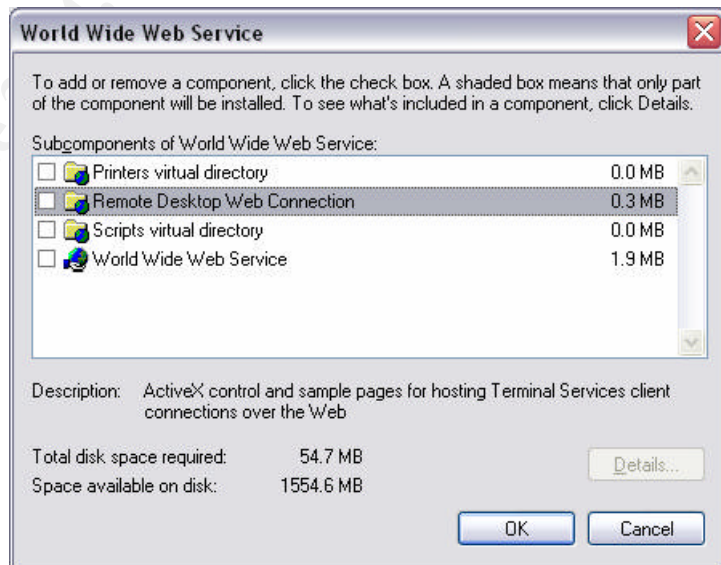 World Wide Web Service
To add or remove a component, click the check box. A shaded box means that only part
of the component will be installed. To see what's included in a component, click Details.
Subcomponents of World Wide Web Service:
Printers virtual directory 0.0 MB
Remote Desktop Web Connection 0.3 MB
Scripts virtual directory 0.0 MB
World Wide Web Service 1.9 MB
Description: ActiveX control and sample pages for hosting Terminal Services client
connections over the Web
Total disk space required: 54.7 MB
Details...
Space available on disk: 1554.6 MB
OK Cancel